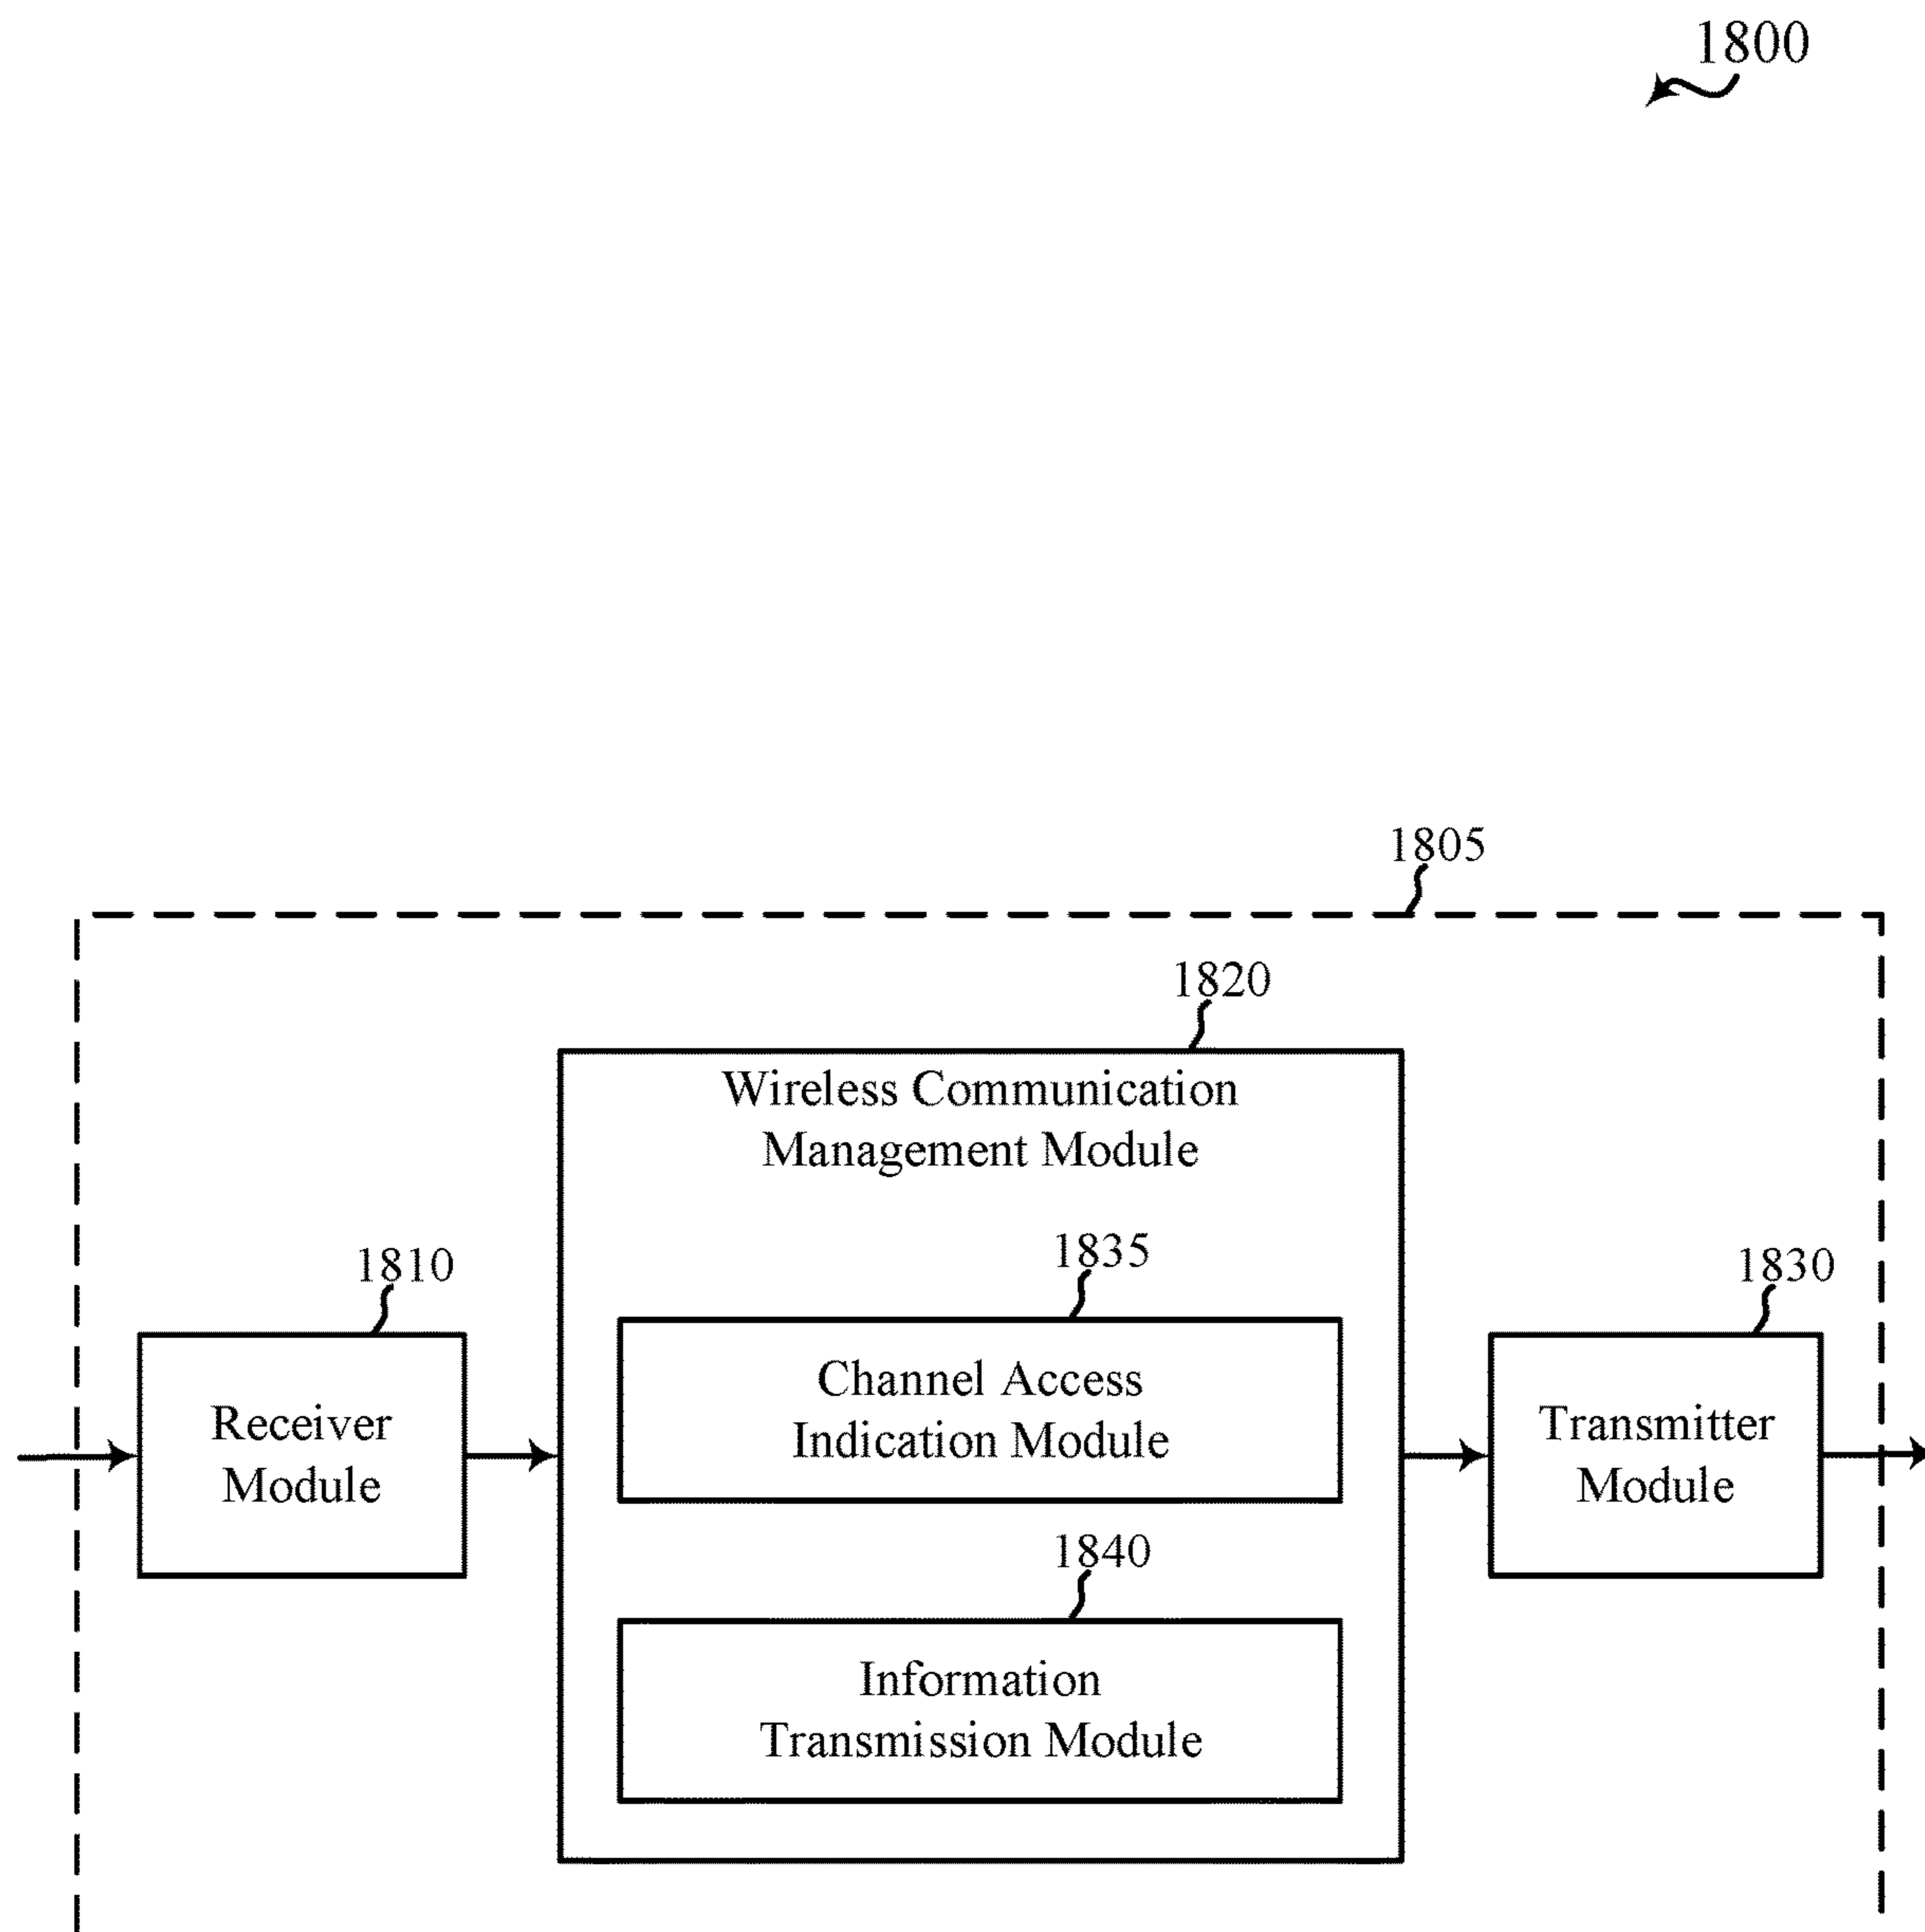 1800
1805
1820
Wireless Communication
Management Module
1810
1835
1830
Receiver
Module
Channel Access
Indication Module
Transmitter
Module
1840
Information
Transmission Module